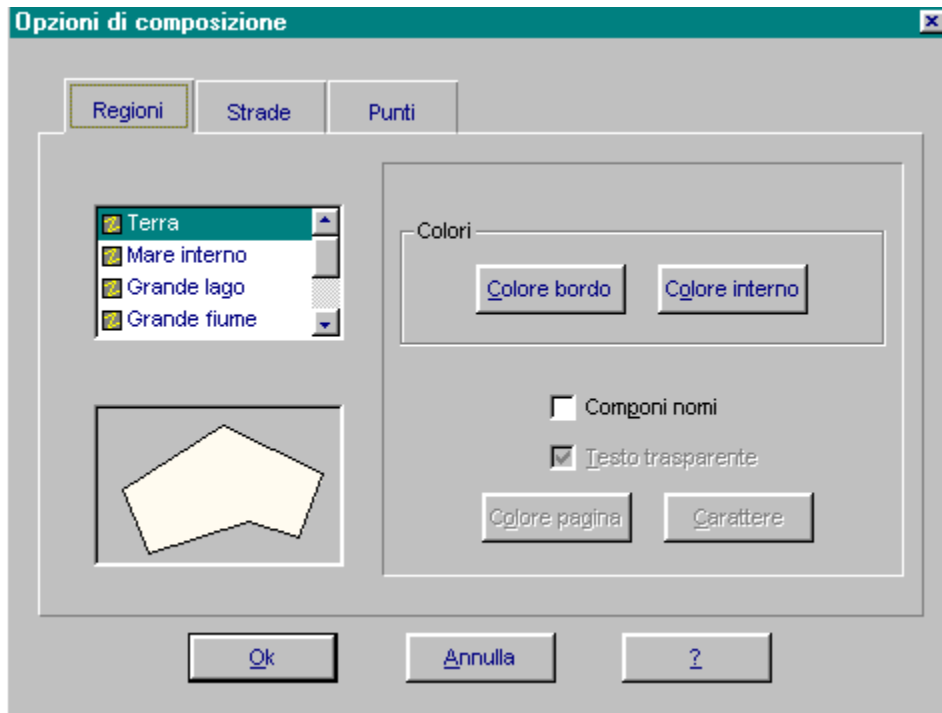 Opzioni di composizione
Regioni
Strade
Punti
Terra
Mare interno
Grande lago
Grande fiume
Colori
Colore bordo
Colore interno
Componi nomi
Testo trasparente
Colore pagina
Carattere
Ok
Annulla
?